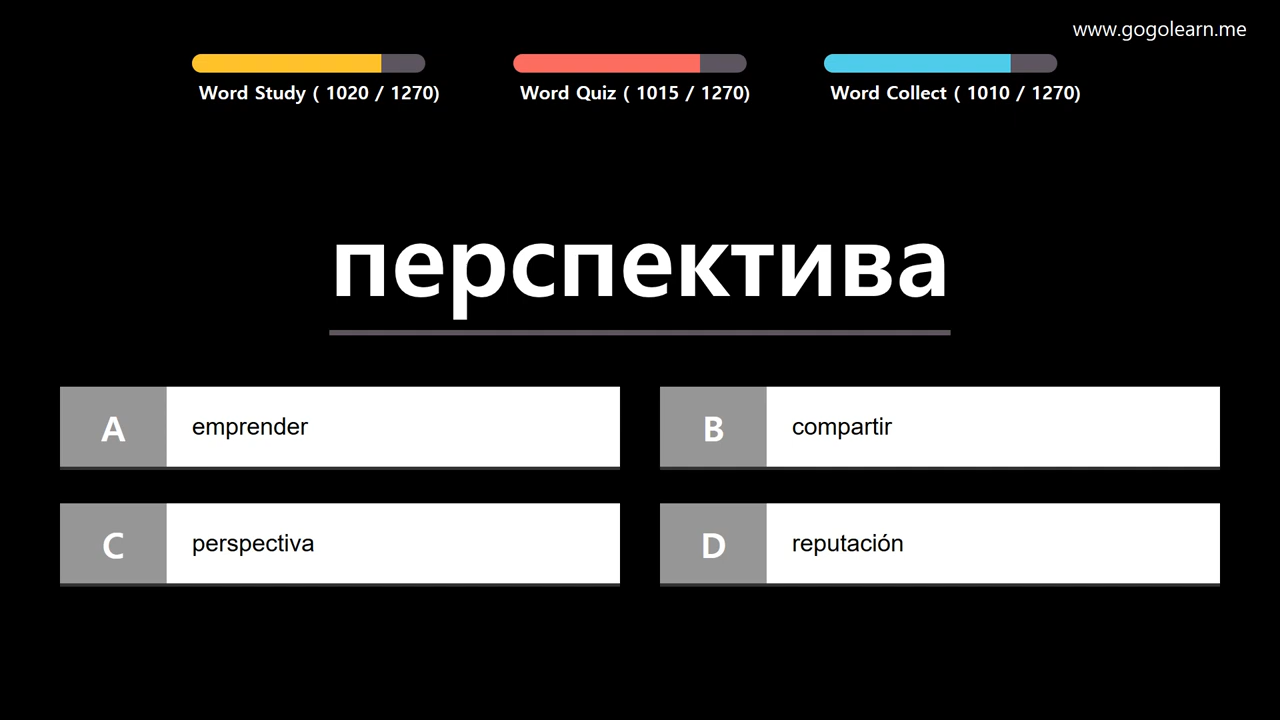 www.gogolearn.me
Word Study ( 1020 / 1270)
Word Quiz ( 1015 / 1270)
Word Collect ( 1010 / 1270)
перспектива
A emprender
B compartir
C perspectiva
D reputación